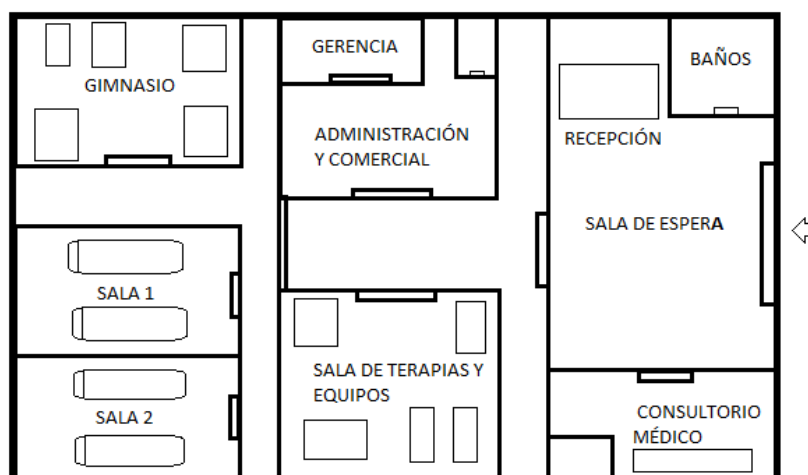 GIMNASIO
GERENCIA
BAÑOS
ADMINISTRACIÓN
Y COMERCIAL
RECEPCIÓN
SALA DE ESPERA
SALA 1
SALA DE TERAPIAS Y
EQUIPOS
SALA 2
CONSULTORIO
MÉDICO